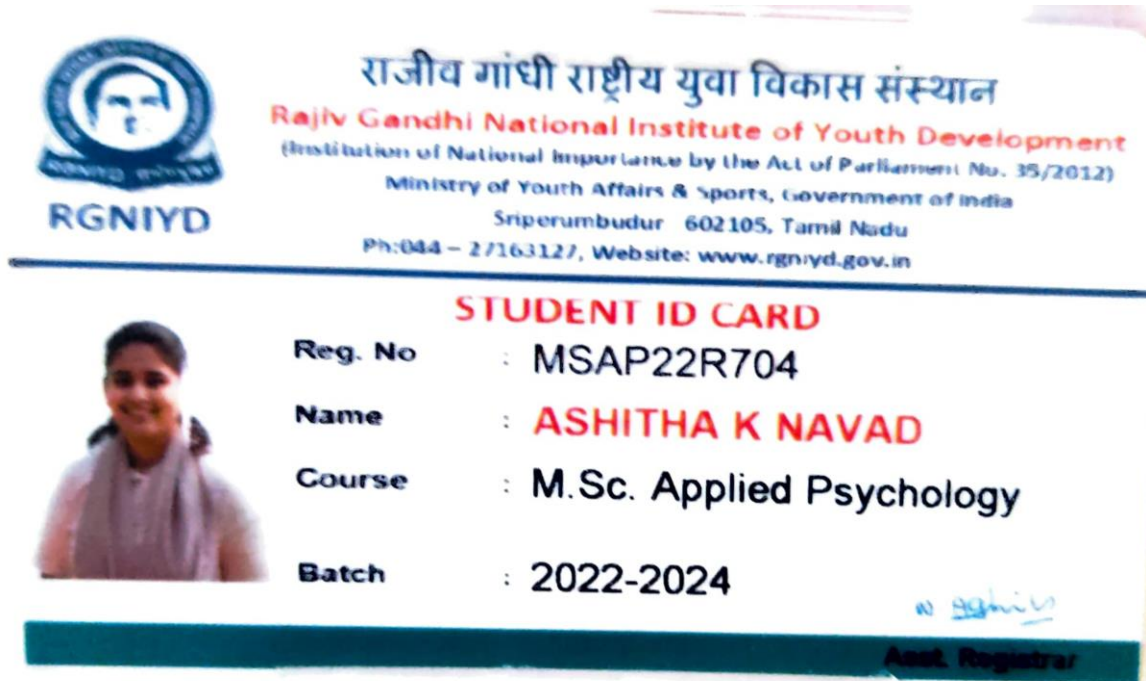 राजीव गांधी राष्ट्रीय युवा विकास संस्थान
Rajiv Gandhi National Institute of Youth Development
(Institution of National Importance by the Act of Parliament No. 35/2012)
Ministry of Youth Affairs & Sports, Government of India
Sriperumbudur 602105, Tamil Nadu
Ph:044 – 27163127, Website: www.rgniyd.gov.in
RGNIYD
STUDENT ID CARD
Reg. No : MSAP22R704
Name : ASHITHA K NAVAD
Course : M.Sc. Applied Psychology
Batch : 2022-2024
Asst. Registrar